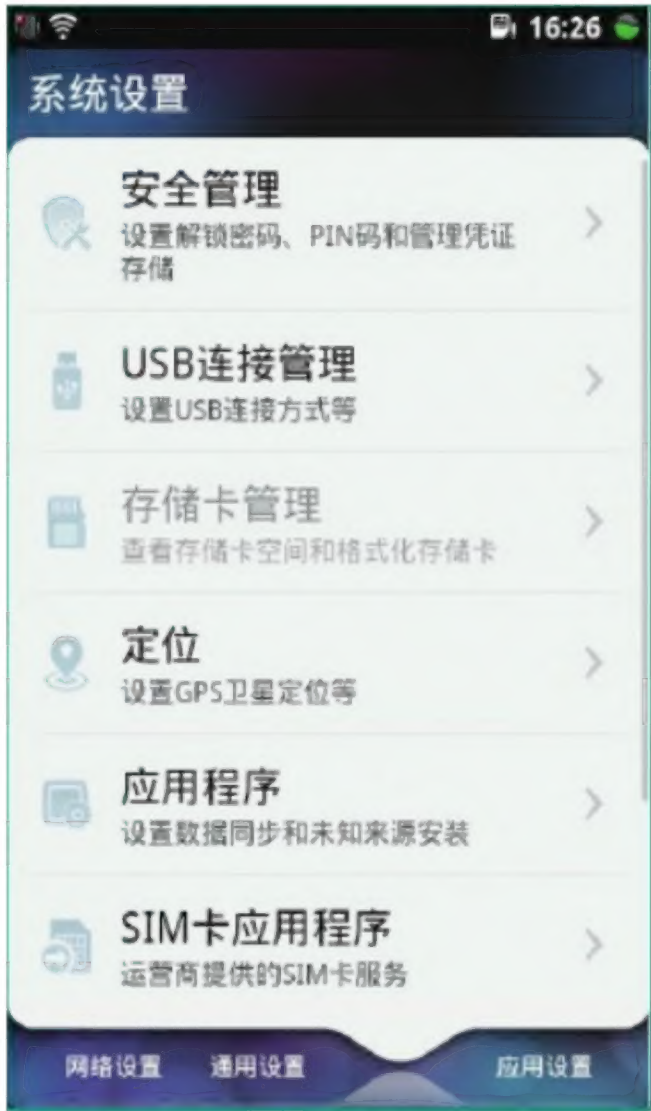 16:26
系统设置
安全管理
设置解锁密码、PIN码和管理凭证
存储
USB连接管理
设置USB连接方式等
存储卡管理
查看存储卡空间和格式化存储卡
定位
设置GPS卫星定位等
应用程序
设置数据同步和未知来源安装
SIM卡应用程序
运营商提供的SIM卡服务
网络设置 通用设置 应用设置